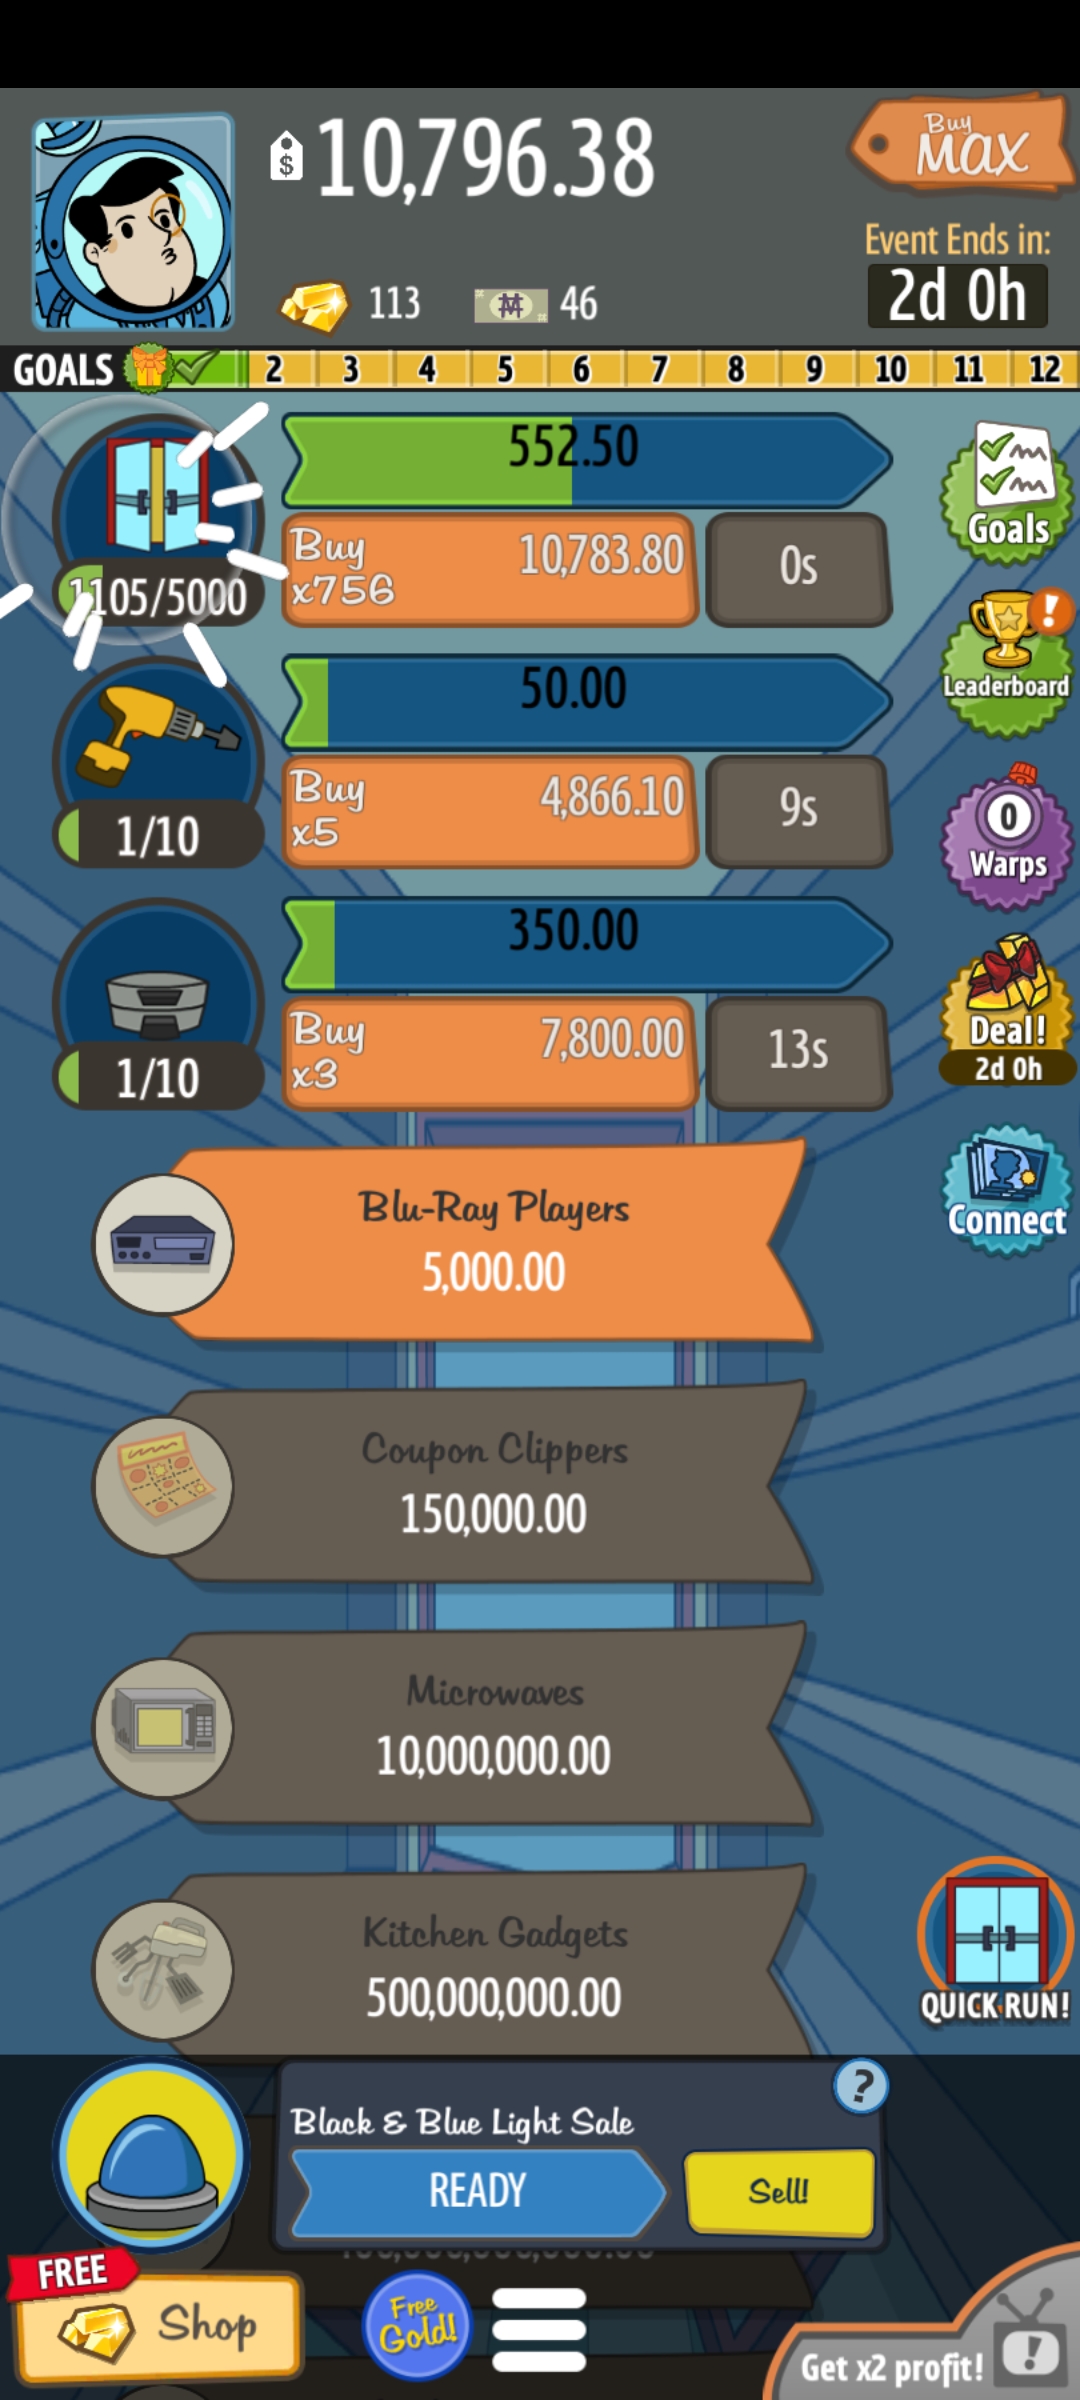 $ 10,796.38
Buy
MAX
Event Ends in:
2d 0h
113
46
GOALS 2 3 4 5 6 7 8 9 10 11 12
552.50
Buy
x756
10,783.80
0s
1105/5000
Goals
50.00
Buy
x5
4,866.10
9s
1/10
!
Leaderboard
0
Warps
350.00
Buy
x3
7,800.00
13s
1/10
Deal!
2d 0h
Blu-Ray Players
5,000.00
Connect
Coupon Clippers
150,000.00
Microwaves
10,000,000.00
Kitchen Gadgets
500,000,000.00
QUICK RUN!
Black & Blue Light Sale
?
READY
Sell!
FREE
Shop
Free
Gold!
!
Get x2 profit!